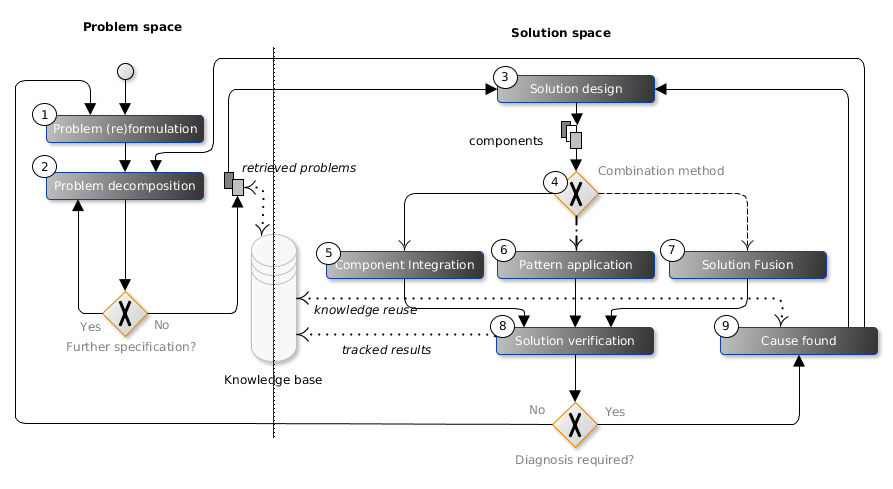 Problem space
Solution space
3
Solution design
1
Problem (re)formulation
components
2
Problem decomposition
retrieved problems
4
Combination method
5
Component Integration
6
Pattern application
7
Solution Fusion
knowledge reuse
Yes
No
Further specification?
8
Solution verification
9
Cause found
tracked results
Knowledge base
No
Yes
Diagnosis required?